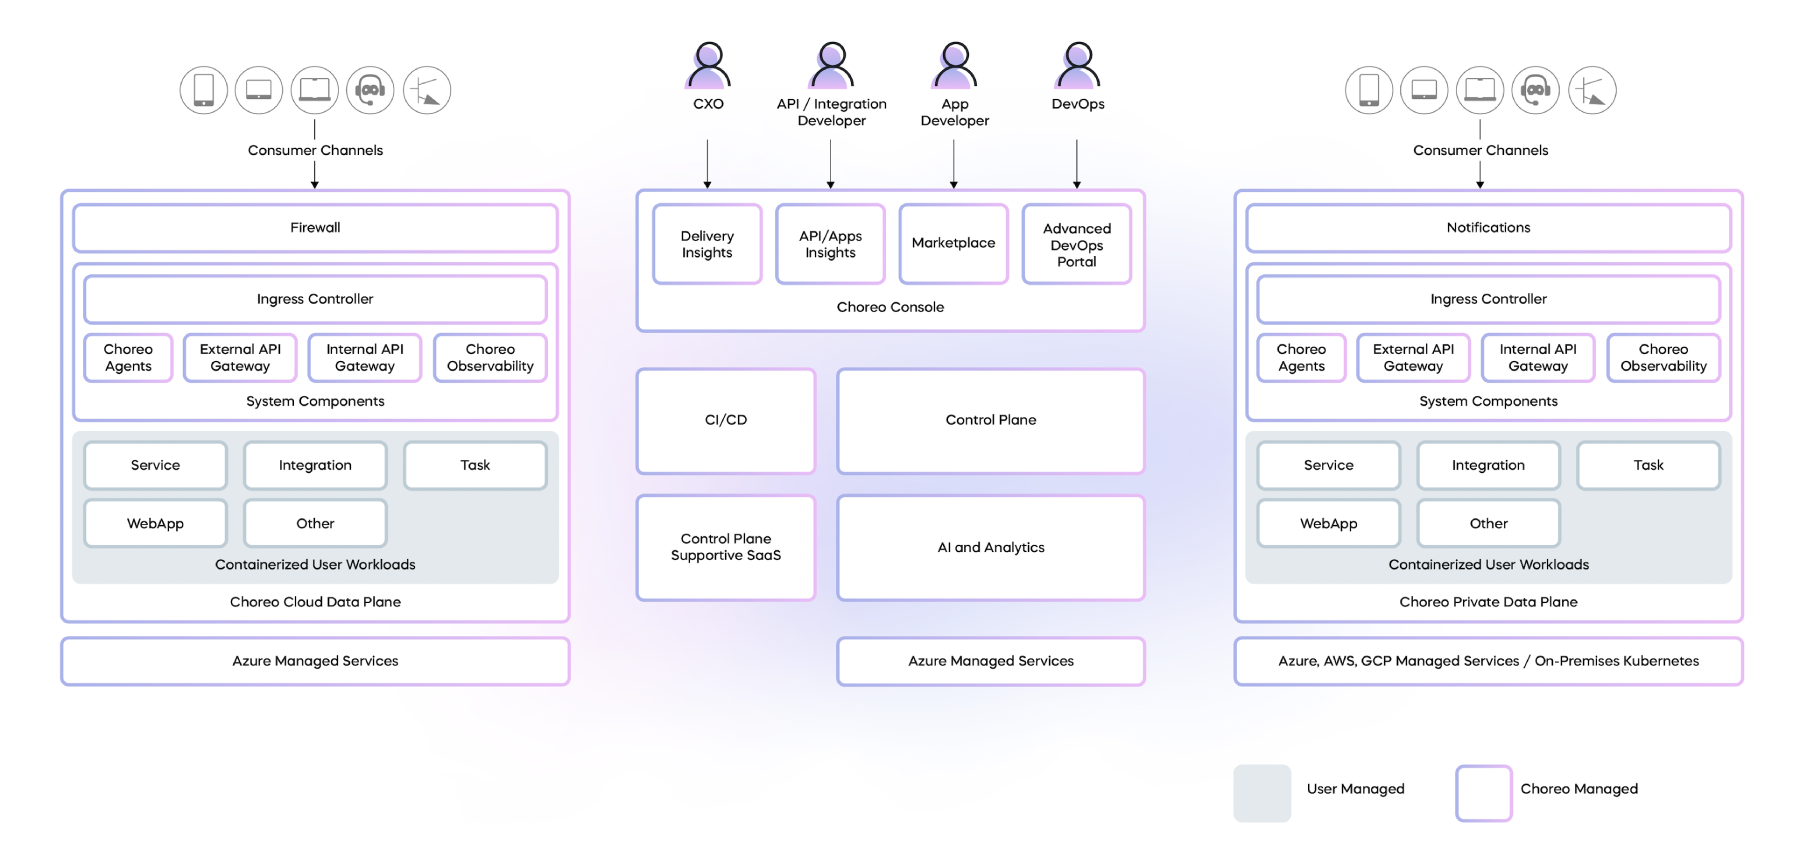 CXO
API / Integration
Developer
App
Developer
DevOps
Consumer Channels
Firewall
Ingress Controller
Choreo
Agents
External API
Gateway
Internal API
Gateway
Choreo
Observability
System Components
Service
Integration
Task
WebApp
Other
Containerized User Workloads
Choreo Cloud Data Plane
Azure Managed Services
Delivery
Insights
API/Apps
Insights
Marketplace
Advanced
DevOps
Portal
Choreo Console
CI/CD
Control Plane
Control Plane
Supportive SaaS
AI and Analytics
Azure Managed Services
Consumer Channels
Notifications
Ingress Controller
Choreo
Agents
External API
Gateway
Internal API
Gateway
Choreo
Observability
System Components
Service
Integration
Task
WebApp
Other
Containerized User Workloads
Choreo Private Data Plane
Azure, AWS, GCP Managed Services / On-Premises Kubernetes
User Managed
Choreo Managed